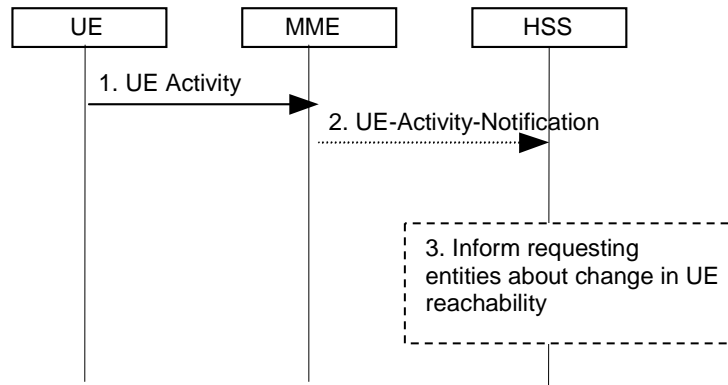 UE MME HSS
1. UE Activity
2. UE-Activity-Notification
3. Inform requesting
entities about change in UE
reachability